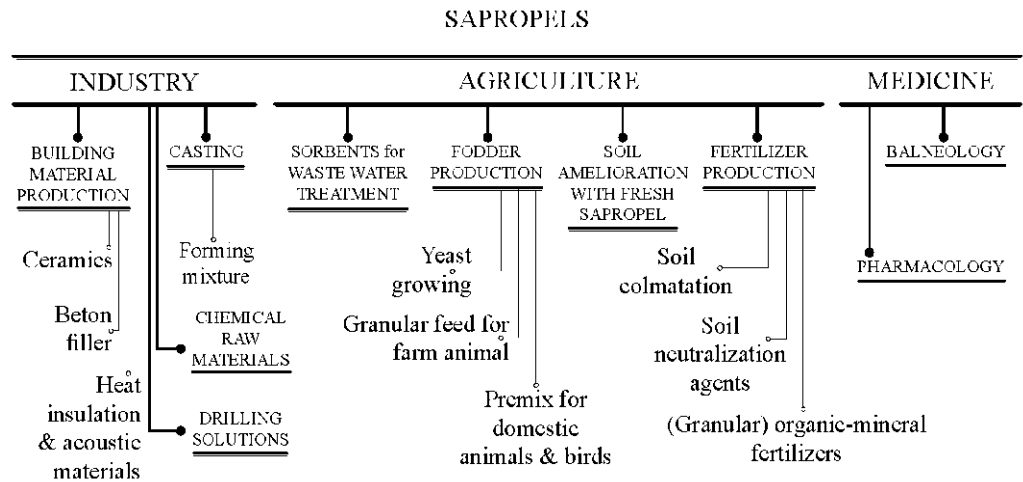 SAPROPELS
INDUSTRY
AGRICULTURE
MEDICINE
BUILDING
MATERIAL
PRODUCTION
CASTING
SORBENTS for
WASTE WATER
TREATMENT
FODDER
PRODUCTION
SOIL
AMELIORATION
WITH FRESH
SAPROPEL
FERTILIZER
PRODUCTION
BALNEOLOGY
PHARMACOLOGY
Ceramics
Beton
filler
Heat
insulation
& acoustic
materials
Forming
mixture
CHEMICAL
RAW
MATERIALS
DRILLING
SOLUTIONS
Yeast
growing
Granular feed for
farm animal
Premix for
domestic
animals & birds
Soil
colmatation
Soil
neutralization
agents
(Granular) organic-mineral
fertilizers